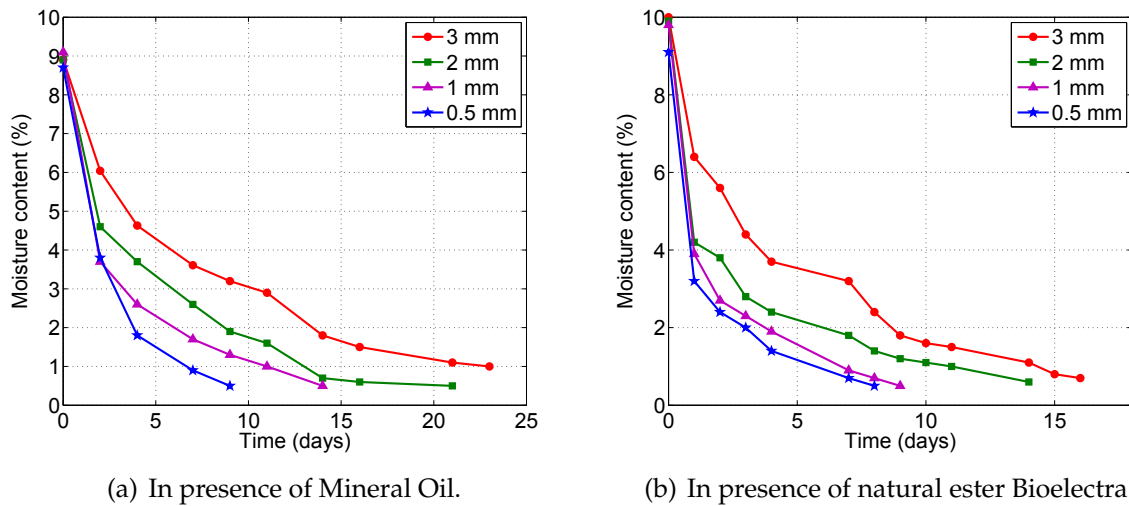 10
9
8
7
6
5
4
3
2
1
0
0 5 10 15 20 25
Moisture content (%)
Time (days)
3 mm
2 mm
1 mm
0.5 mm
(a) In presence of Mineral Oil.
10
8
6
4
2
0
0 5 10 15
Moisture content (%)
Time (days)
3 mm
2 mm
1 mm
0.5 mm
(b) In presence of natural ester Bioelectra